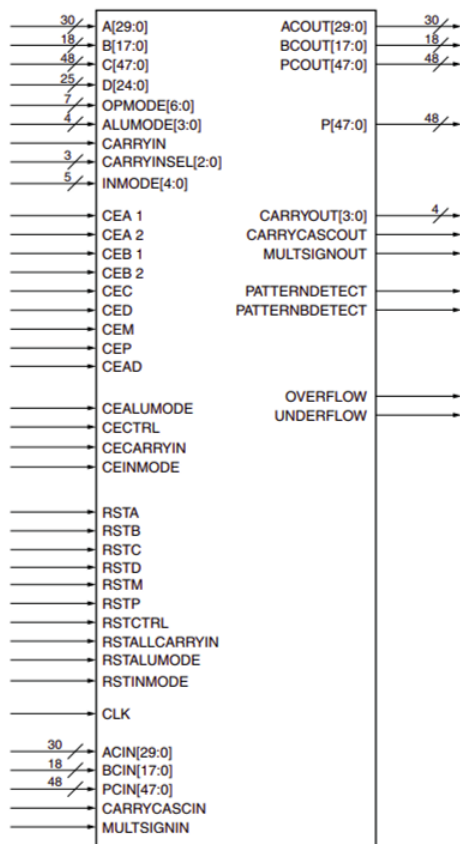 30 A[29:0] ACOUT[29:0] 30
18 B[17:0] BCOUT[17:0] 18
48 C[47:0] PCOUT[47:0] 48
25 D[24:0]
7 OPMODE[6:0]
4 ALUMODE[3:0] P[47:0] 48
CARRYIN
3 CARRYINSEL[2:0]
5 INMODE[4:0]
CEA 1 CARRYOUT[3:0] 4
CEA 2 CARRYCASCOUT
CEB 1 MULTSIGNOUT
CEB 2
CEC PATTERNDETECT
CED PATTERNBDETECT
CEM
CEP
CEAD
OVERFLOW
CEALUMODE UNDERFLOW
CECTRL
CECARRYIN
CEINMODE
RSTA
RSTB
RSTC
RSTD
RSTM
RSTP
RSTCTRL
RSTALLCARRYIN
RSTALUMODE
RSTINMODE
CLK
30 ACIN[29:0]
18 BCIN[17:0]
48 PCIN[47:0]
CARRYCASCIN
MULTSIGNIN